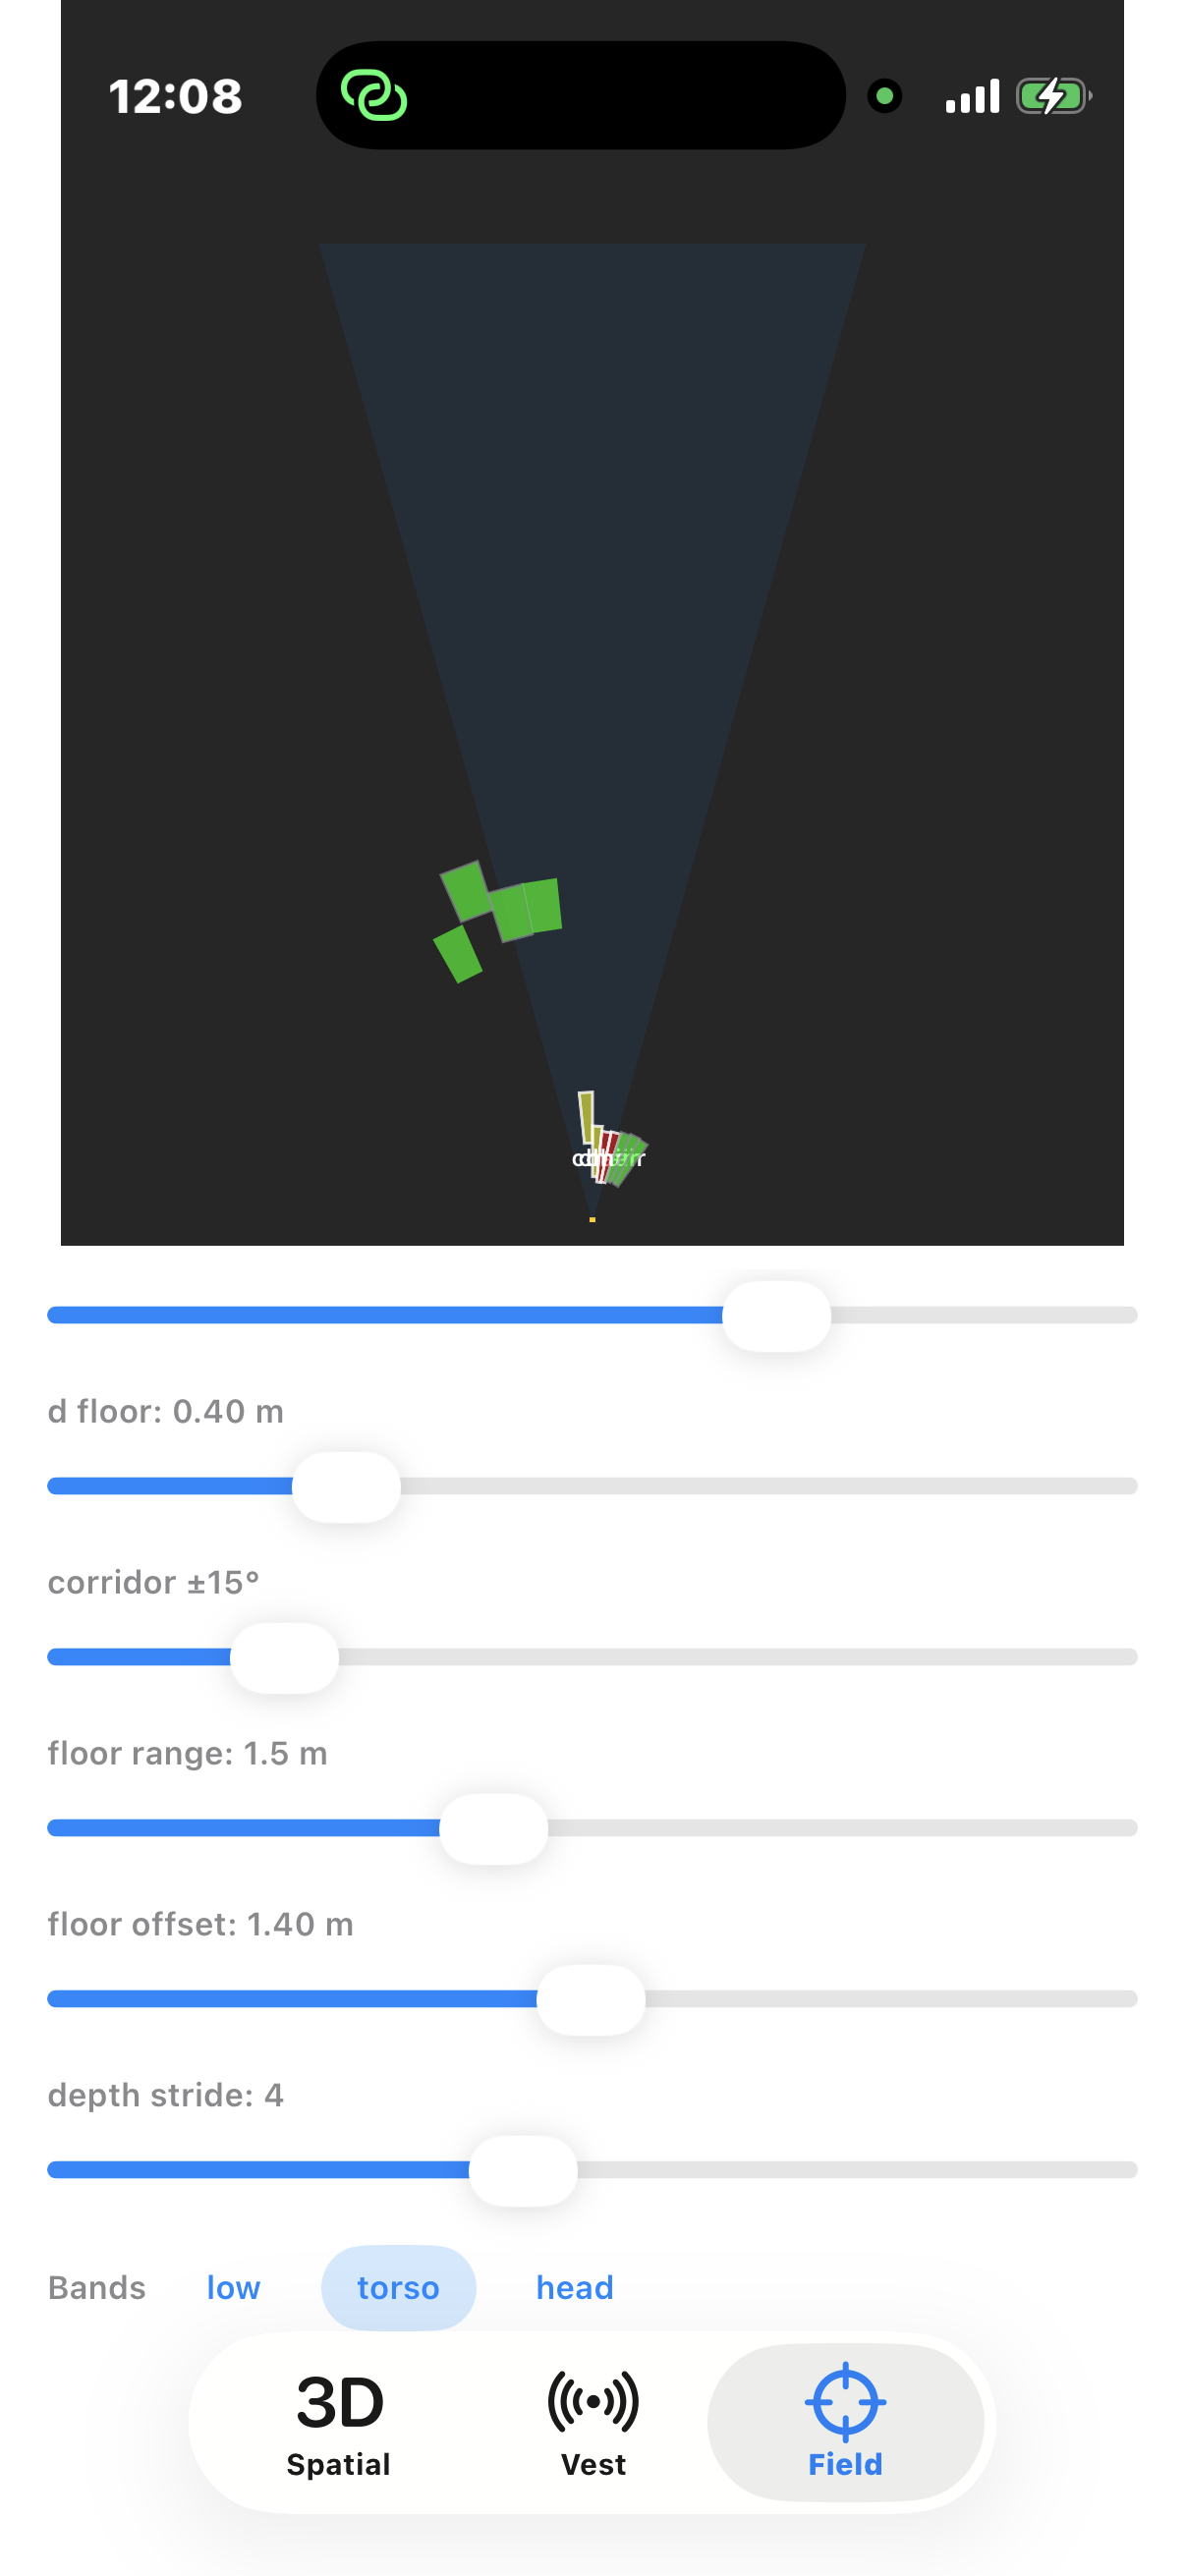 12:08
d floor: 0.40 m
corridor ±15°
floor range: 1.5 m
floor offset: 1.40 m
depth stride: 4
Bands low torso head
3D
Spatial Vest Field